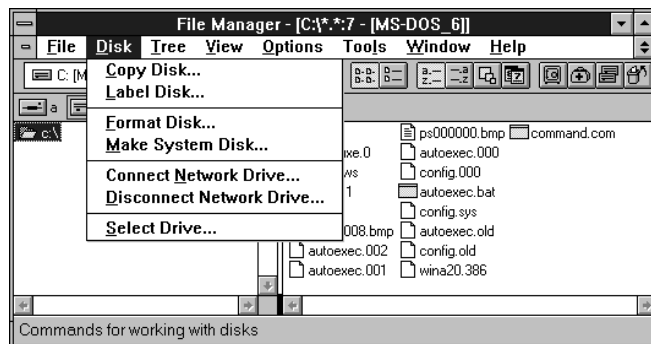 File Manager - [C:\*.*:7 - [MS-DOS_6]]
File Disk Tree View Options Tools Window Help
C: [M
Copy Disk...
Label Disk...
Format Disk...
Make System Disk...
Connect Network Drive...
Disconnect Network Drive...
Select Drive...
a
c:\
ps000000.bmp command.com
xe.0 autoexec.000
ws config.000
1 autoexec.bat
config.sys
008.bmp autoexec.old
autoexec.002 config.old
autoexec.001 wina20.386
Commands for working with disks